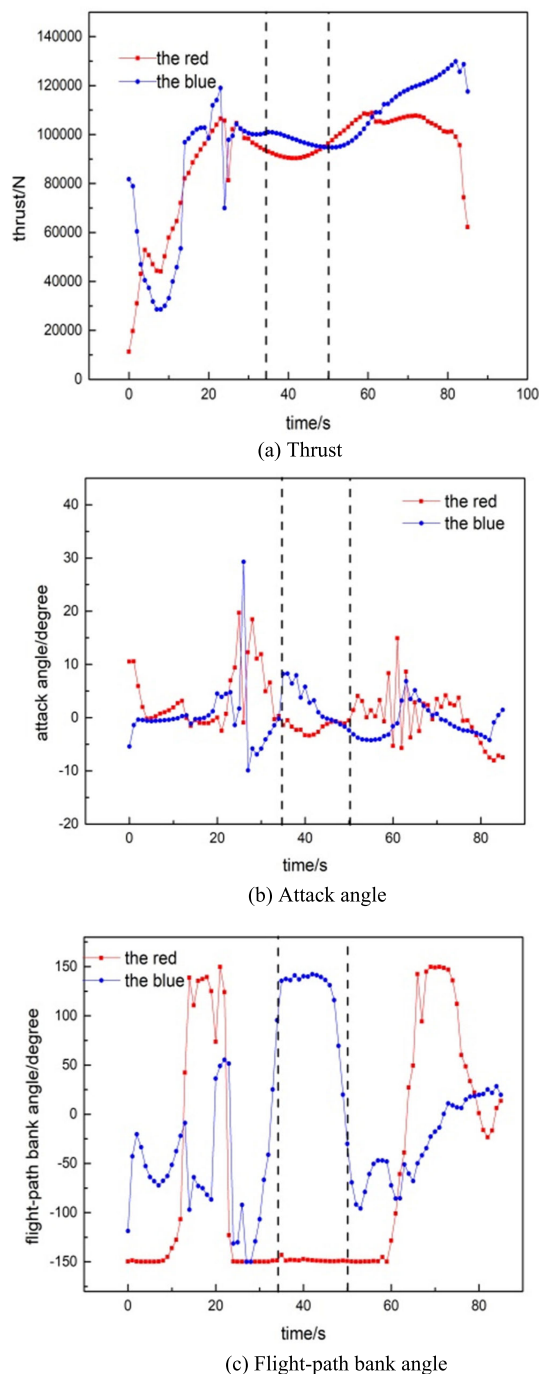 140000
120000
100000
80000
60000
40000
20000
0
thrust/N
the red
the blue
0 20 40 60 80 100
time/s
(a) Thrust
40
30
20
10
0
-10
-20
attack angle/degree
the red
the blue
0 20 40 60 80
time/s
(b) Attack angle
150
100
50
0
-50
-100
-150
flight-path bank angle/degree
the red
the blue
0 20 40 60 80
time/s
(c) Flight-path bank angle